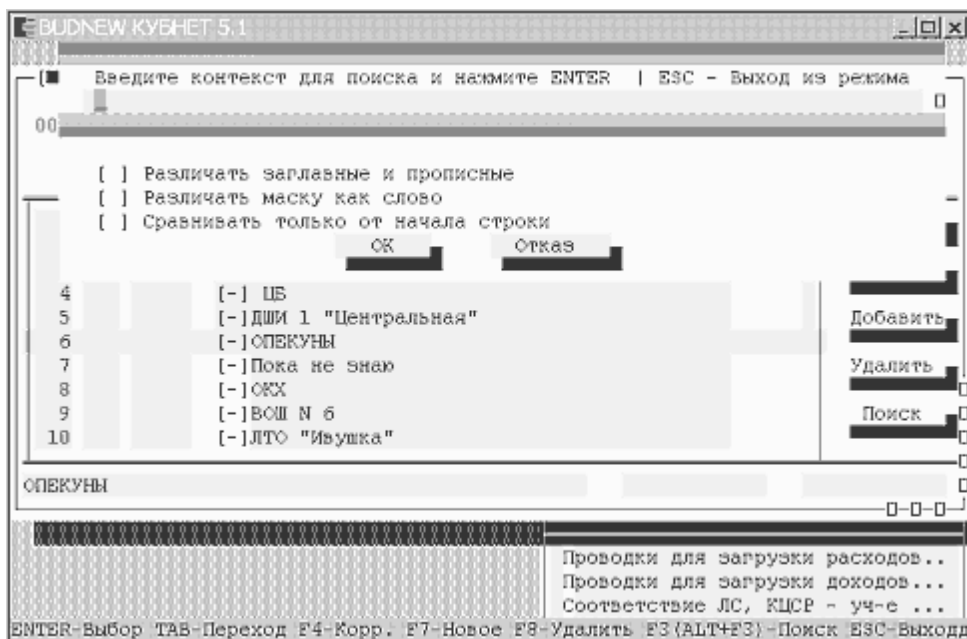 BUDNEW КУБНЕТ 5.1
Введите контекст для поиска и нажмите ENTER | ESC - Выход из режима
00
[ ] Различать заглавные и прописные
[ ] Различать маску как слово
[ ] Сравнивать только от начала строки
ОК Отказ
4 [-] ЦБ
5 [-]ДШИ 1 "Центральная" Добавить
6 [-]ОПЕКУНЫ
7 [-]Пока не знаю Удалить
8 [-]ОКХ
9 [-]ВОШ N 6 Поиск
10 [-]ЛТО "Ивушка"
ОПЕКУНЫ
Проводки для загрузки расходов..
Проводки для загрузки доходов...
Соответствие ЛС, КЦСР - уч-е ...
ENTER-Выбор TAB-Переход F4-Корр. F7-Новое F8-Удалить F3(ALT+F3)-Поиск ESC-Выход